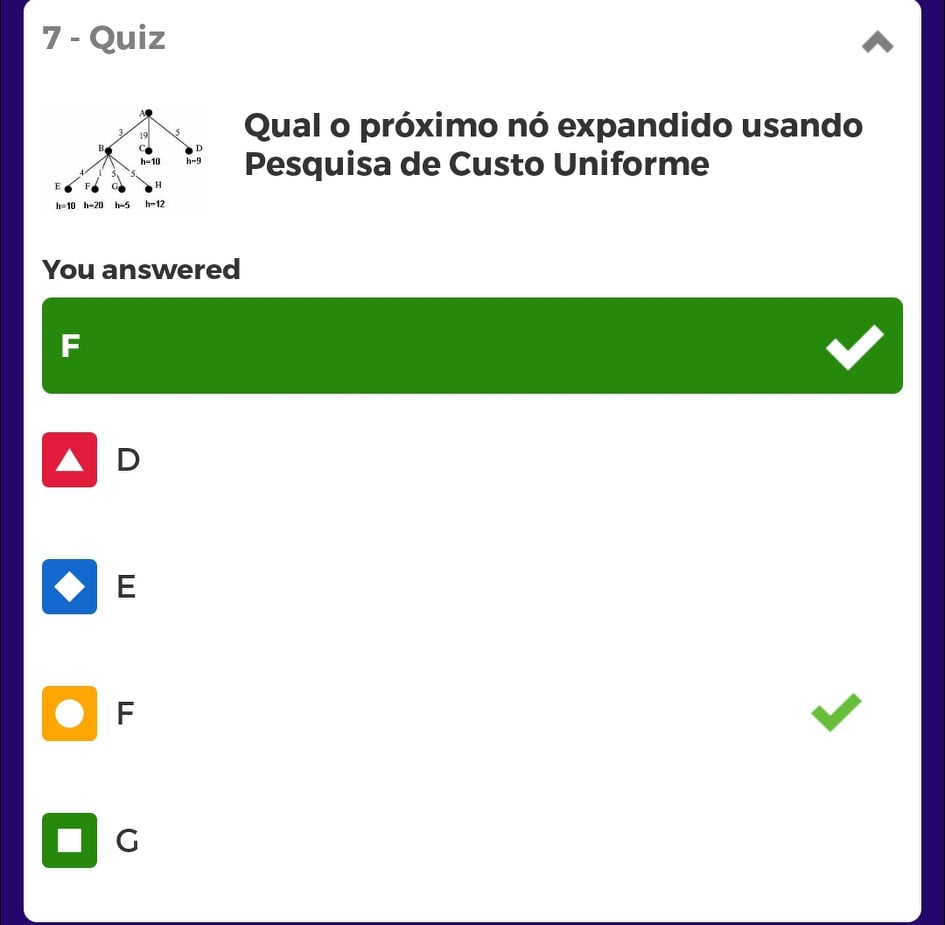 7 - Quiz
A
3
19
5
B
C
D
h=10
h=9
4
1
5
5
E
F
G
H
h=10 h=20 h=5 h=12
Qual o próximo nó expandido usando
Pesquisa de Custo Uniforme
You answered
F
D
E
F
G